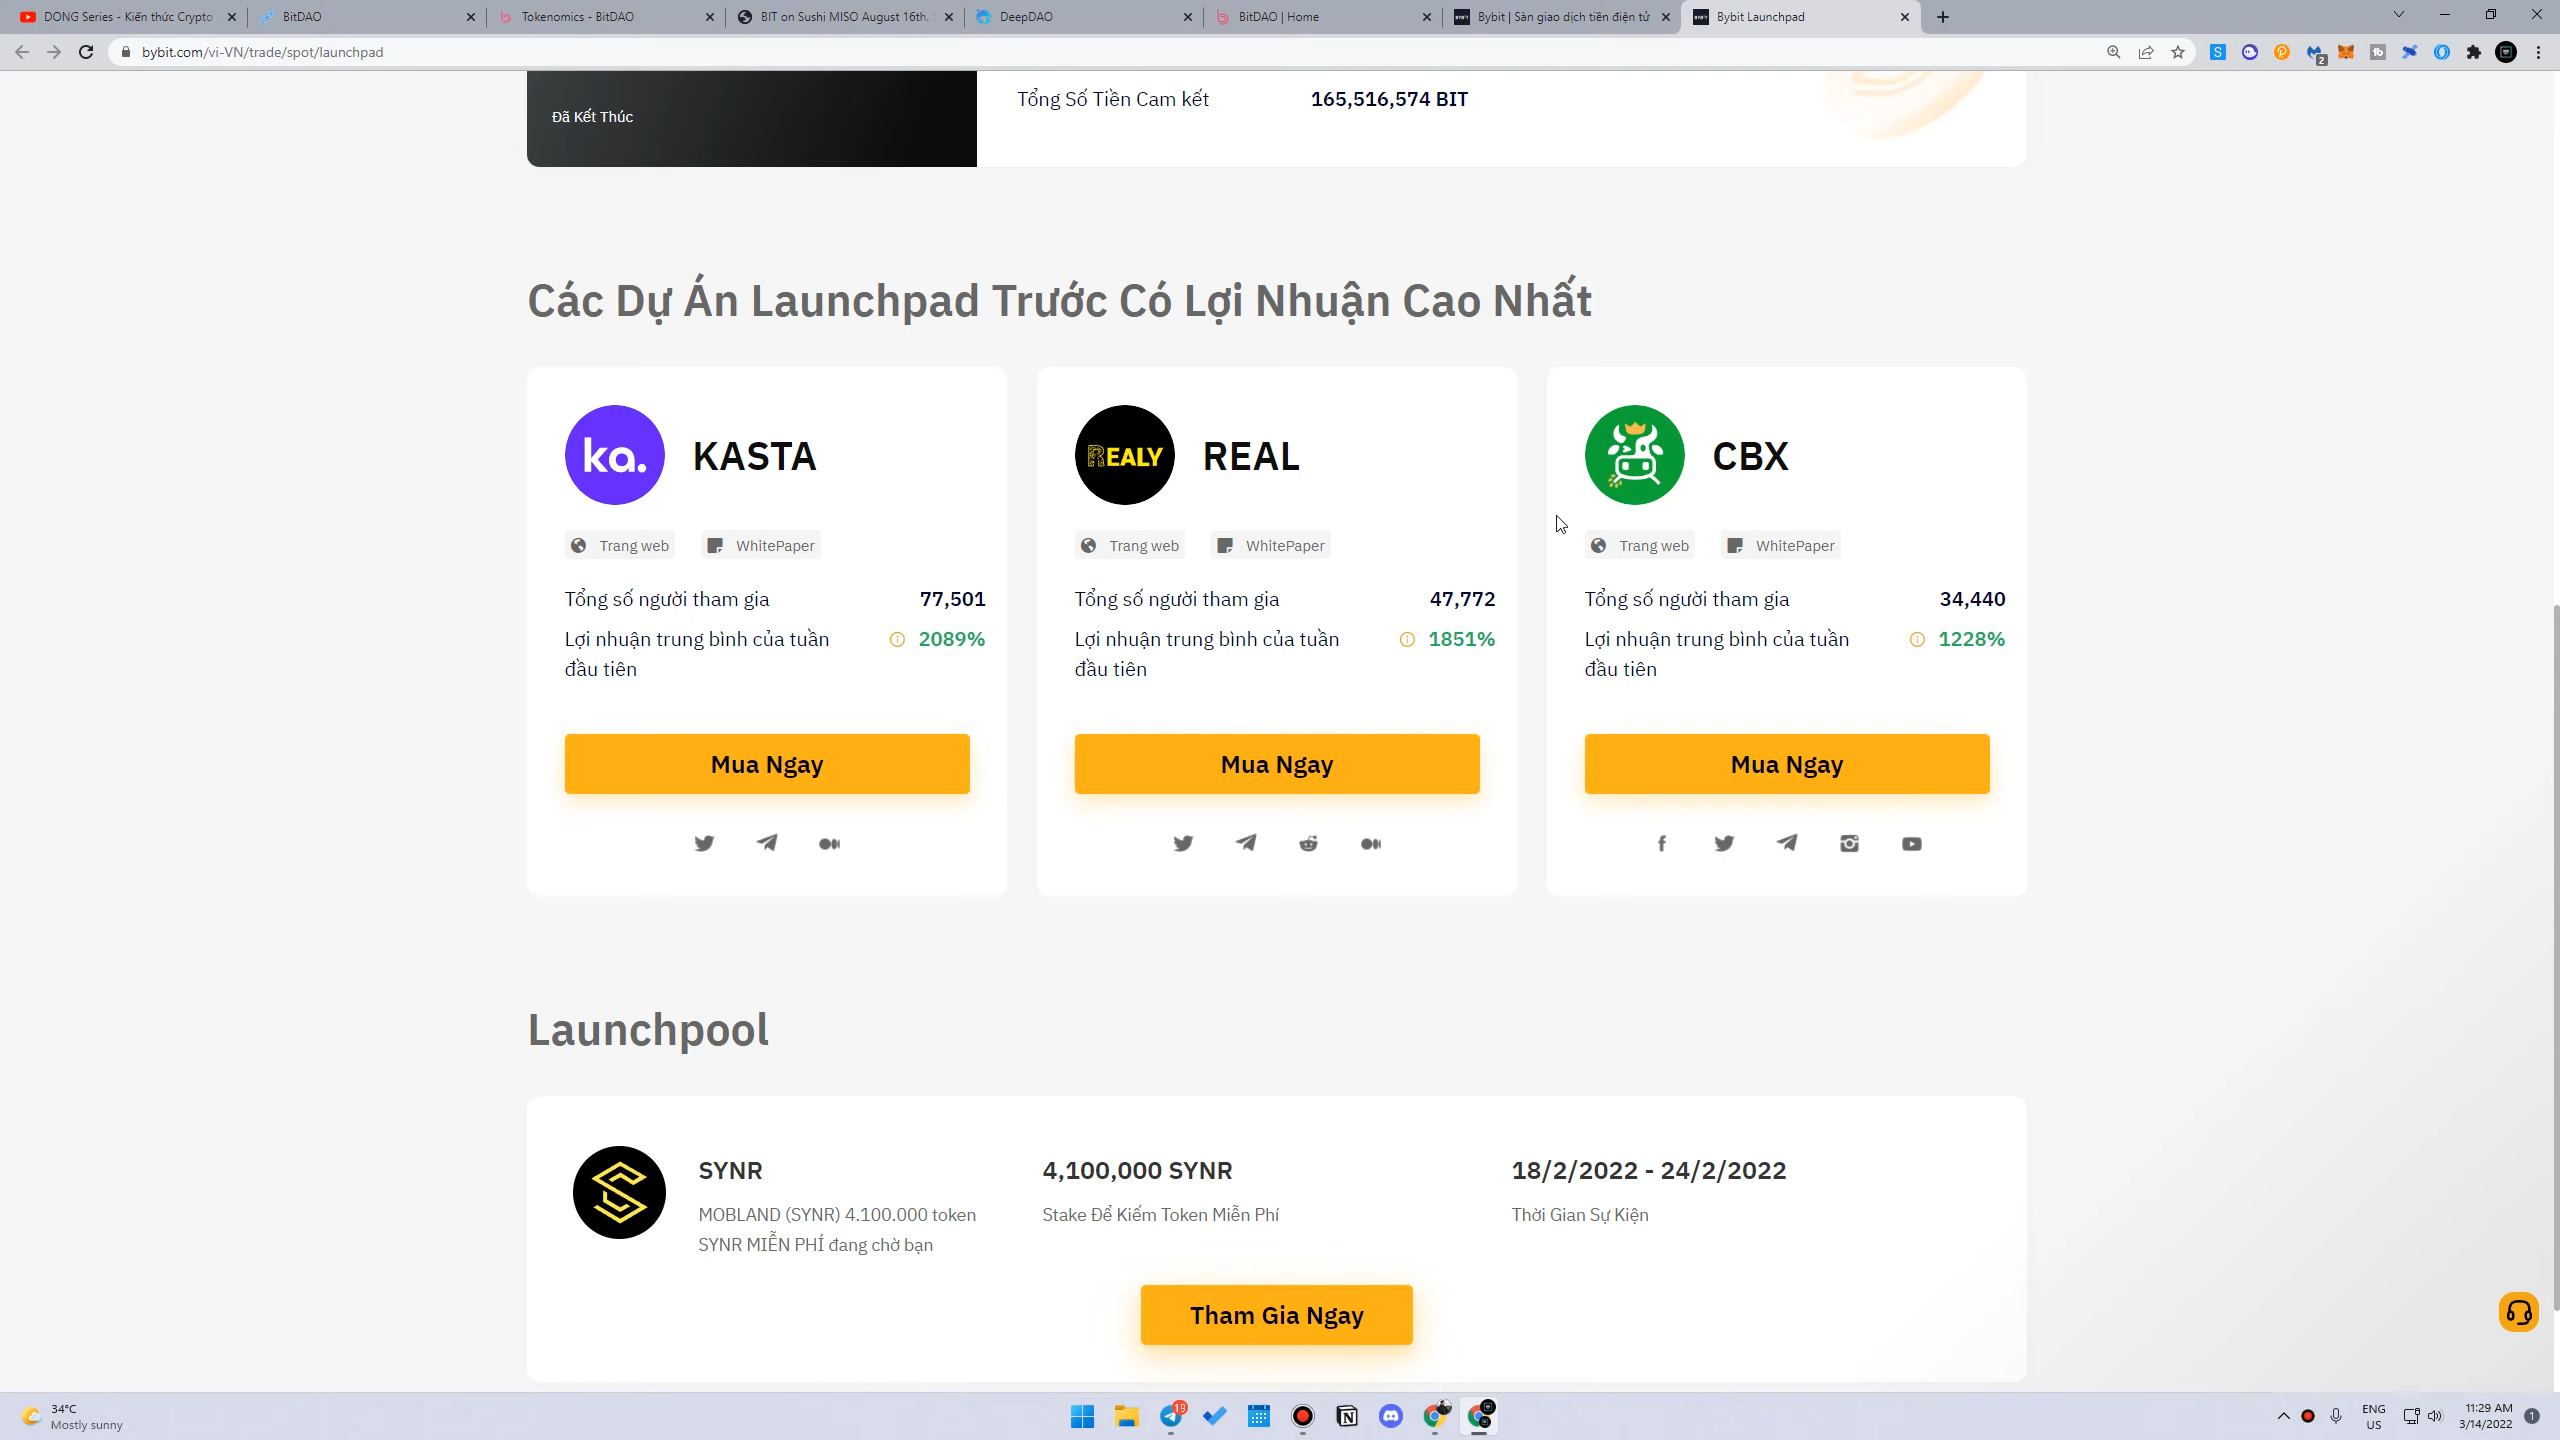 DONG Series - Kiến thức Crypto
BitDAO
Tokenomics - BitDAO
BIT on Sushi MISO August 16th.
DeepDAO
BitDAO | Home
Bybit | Sàn giao dịch tiền điện tử
Bybit Launchpad
bybit.com/vi-VN/trade/spot/launchpad
Đã Kết Thúc
Tổng Số Tiền Cam kết
165,516,574 BIT
Các Dự Án Launchpad Trước Có Lợi Nhuận Cao Nhất
ka.
KASTA
Trang web
WhitePaper
Tổng số người tham gia
77,501
Lợi nhuận trung bình của tuần
đầu tiên
2089%
Mua Ngay
REALY
REAL
Trang web
WhitePaper
Tổng số người tham gia
47,772
Lợi nhuận trung bình của tuần
đầu tiên
1851%
Mua Ngay
CBX
Trang web
WhitePaper
Tổng số người tham gia
34,440
Lợi nhuận trung bình của tuần
đầu tiên
1228%
Mua Ngay
Launchpool
SYNR
MOBLAND (SYNR) 4.100.000 token
SYNR MIỄN PHÍ đang chờ bạn
4,100,000 SYNR
Stake Để Kiếm Token Miễn Phí
18/2/2022 - 24/2/2022
Thời Gian Sự Kiện
Tham Gia Ngay
34°C
Mostly sunny
19
ENG
US
11:29 AM
3/14/2022
1